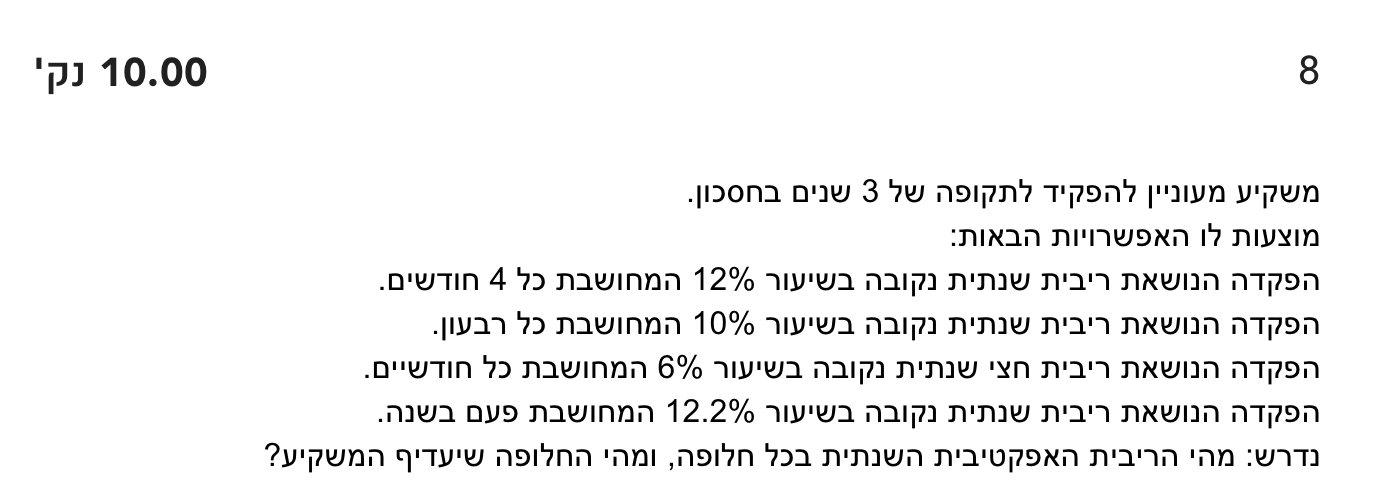 8
10.00 נק'
משקיע מעוניין להפקיד לתקופה של 3 שנים בחסכון.
מוצעות לו האפשרויות הבאות:
הפקדה הנושאת ריבית שנתית נקובה בשיעור 12% המחושבת כל 4 חודשים.
הפקדה הנושאת ריבית שנתית נקובה בשיעור 10% המחושבת כל רבעון.
הפקדה הנושאת ריבית חצי שנתית נקובה בשיעור 6% המחושבת כל חודשיים.
הפקדה הנושאת ריבית שנתית נקובה בשיעור 12.2% המחושבת פעם בשנה.
נדרש: מהי הריבית האפקטיבית השנתית בכל חלופה, ומהי החלופה שיעדיף המשקיע?